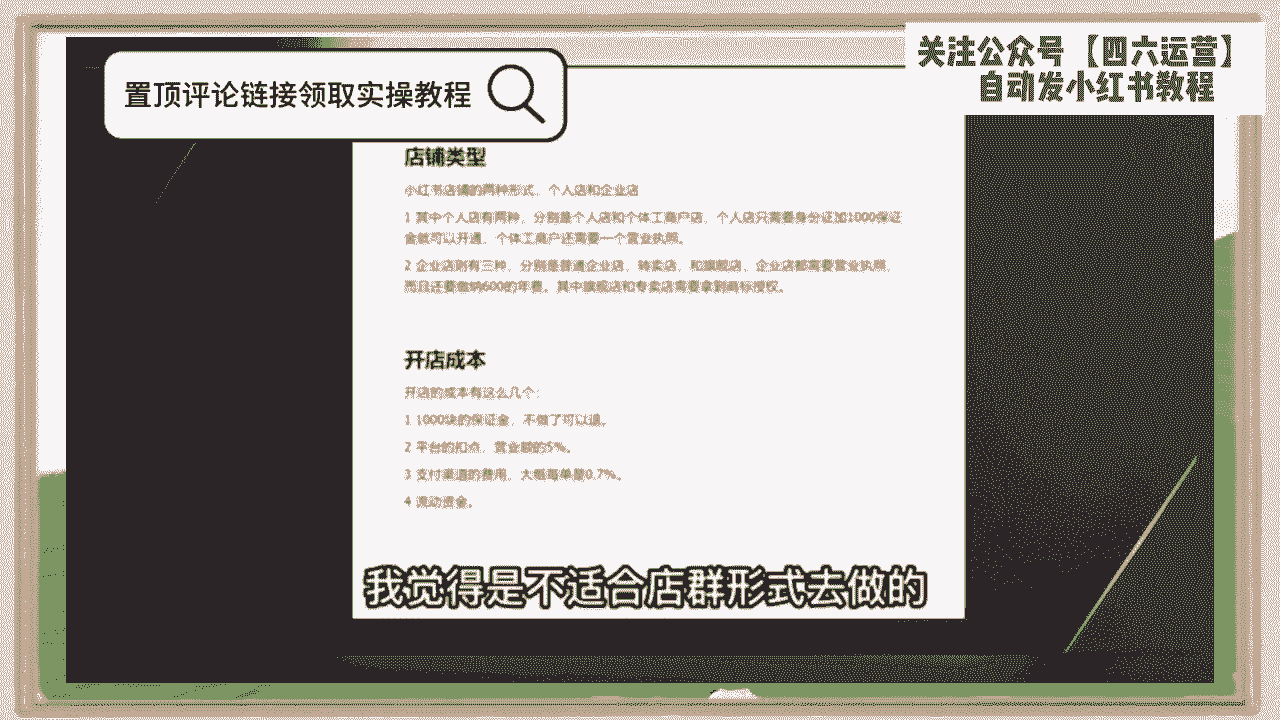 关注公众号【四六运营】
自动发小红书教程
置顶评论链接领取实操教程
店铺类型
小红书店铺的两种形式，个人店和企业店
1 其中个人店有两种，分别是个人店和个体工商户店，个人店只需要身份证加1000保证
金就可以开通，个体工商户还需要一个营业执照。
2 企业店则有三种，分别是普通企业店，转卖店，和旗舰店，企业店都需要营业执照，
而且还要缴纳600的年费，其中旗舰店和专卖店需要拿到商标授权。
开店成本
开店的成本有这么几个：
1 1000块的保证金，不做了可以退。
2 平台的扣点，营业额的5%。
3 支付渠道的费用，大概每单是0.7%。
4 流动资金。
我觉得是不适合店群形式去做的